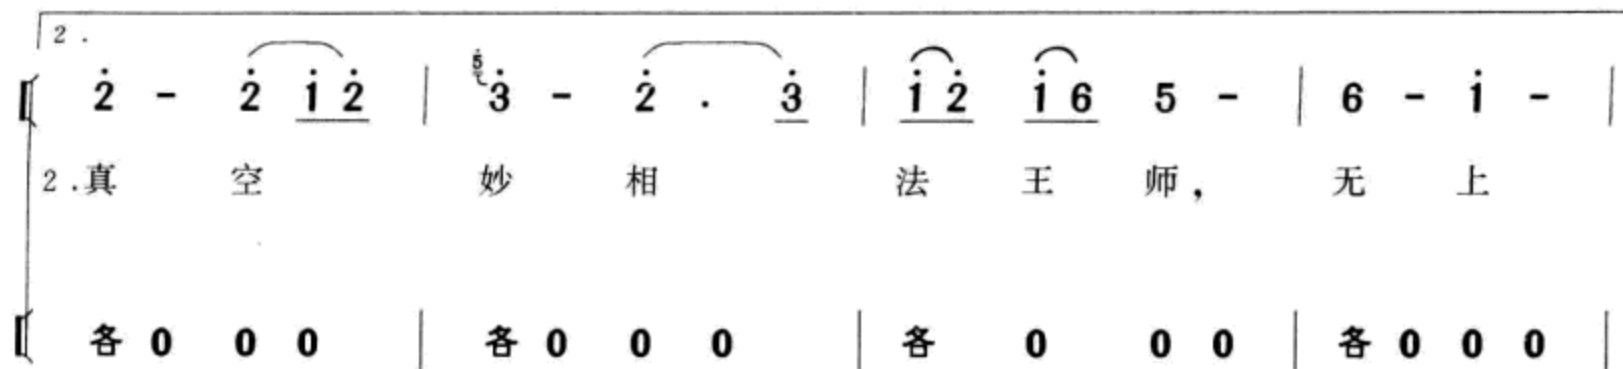 2.
2̇ - 2̇ 1̇ 2̇ | 5̇ 3̇ - 2̇ . 3̇ | 1̇ 2̇ 1̇ 6 5 - | 6 - 1̇ - |
2.真 空 妙 相 法 王 师, 无 上
各 0 0 0 | 各 0 0 0 | 各 0 0 0 | 各 0 0 0 |